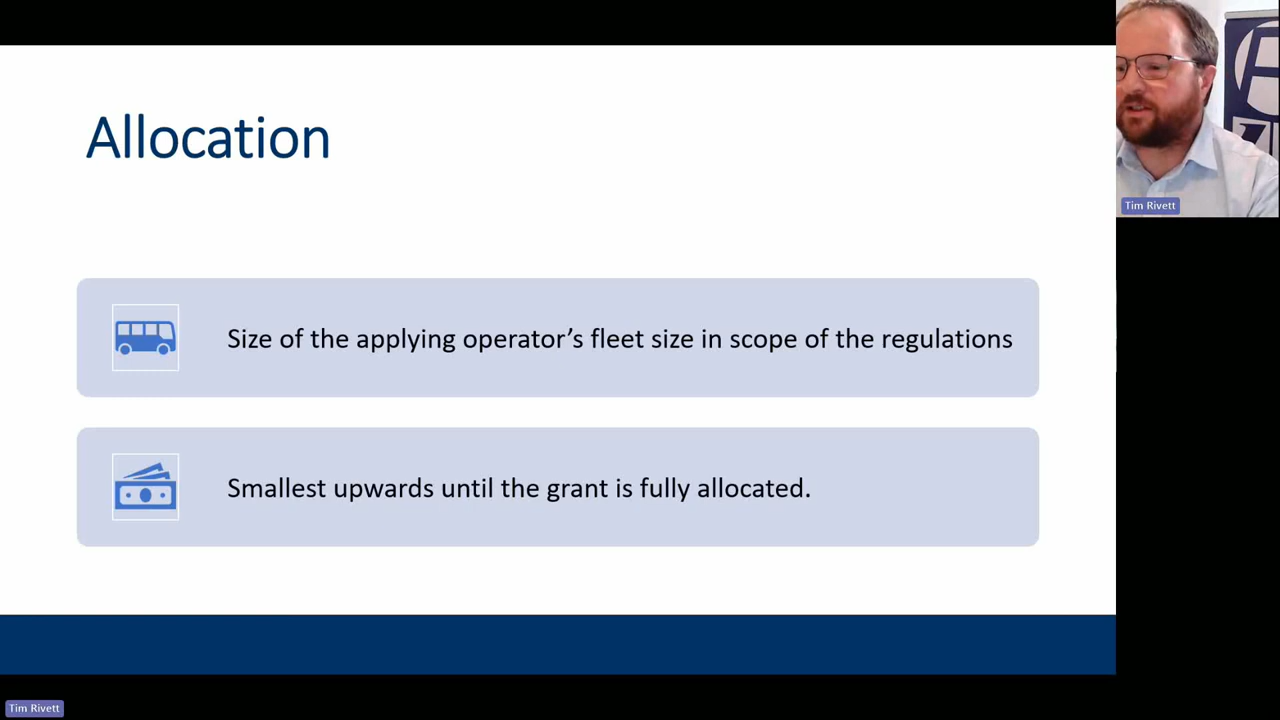 Allocation
Size of the applying operator’s fleet size in scope of the regulations
Smallest upwards until the grant is fully allocated.
Tim Rivett
Tim Rivett